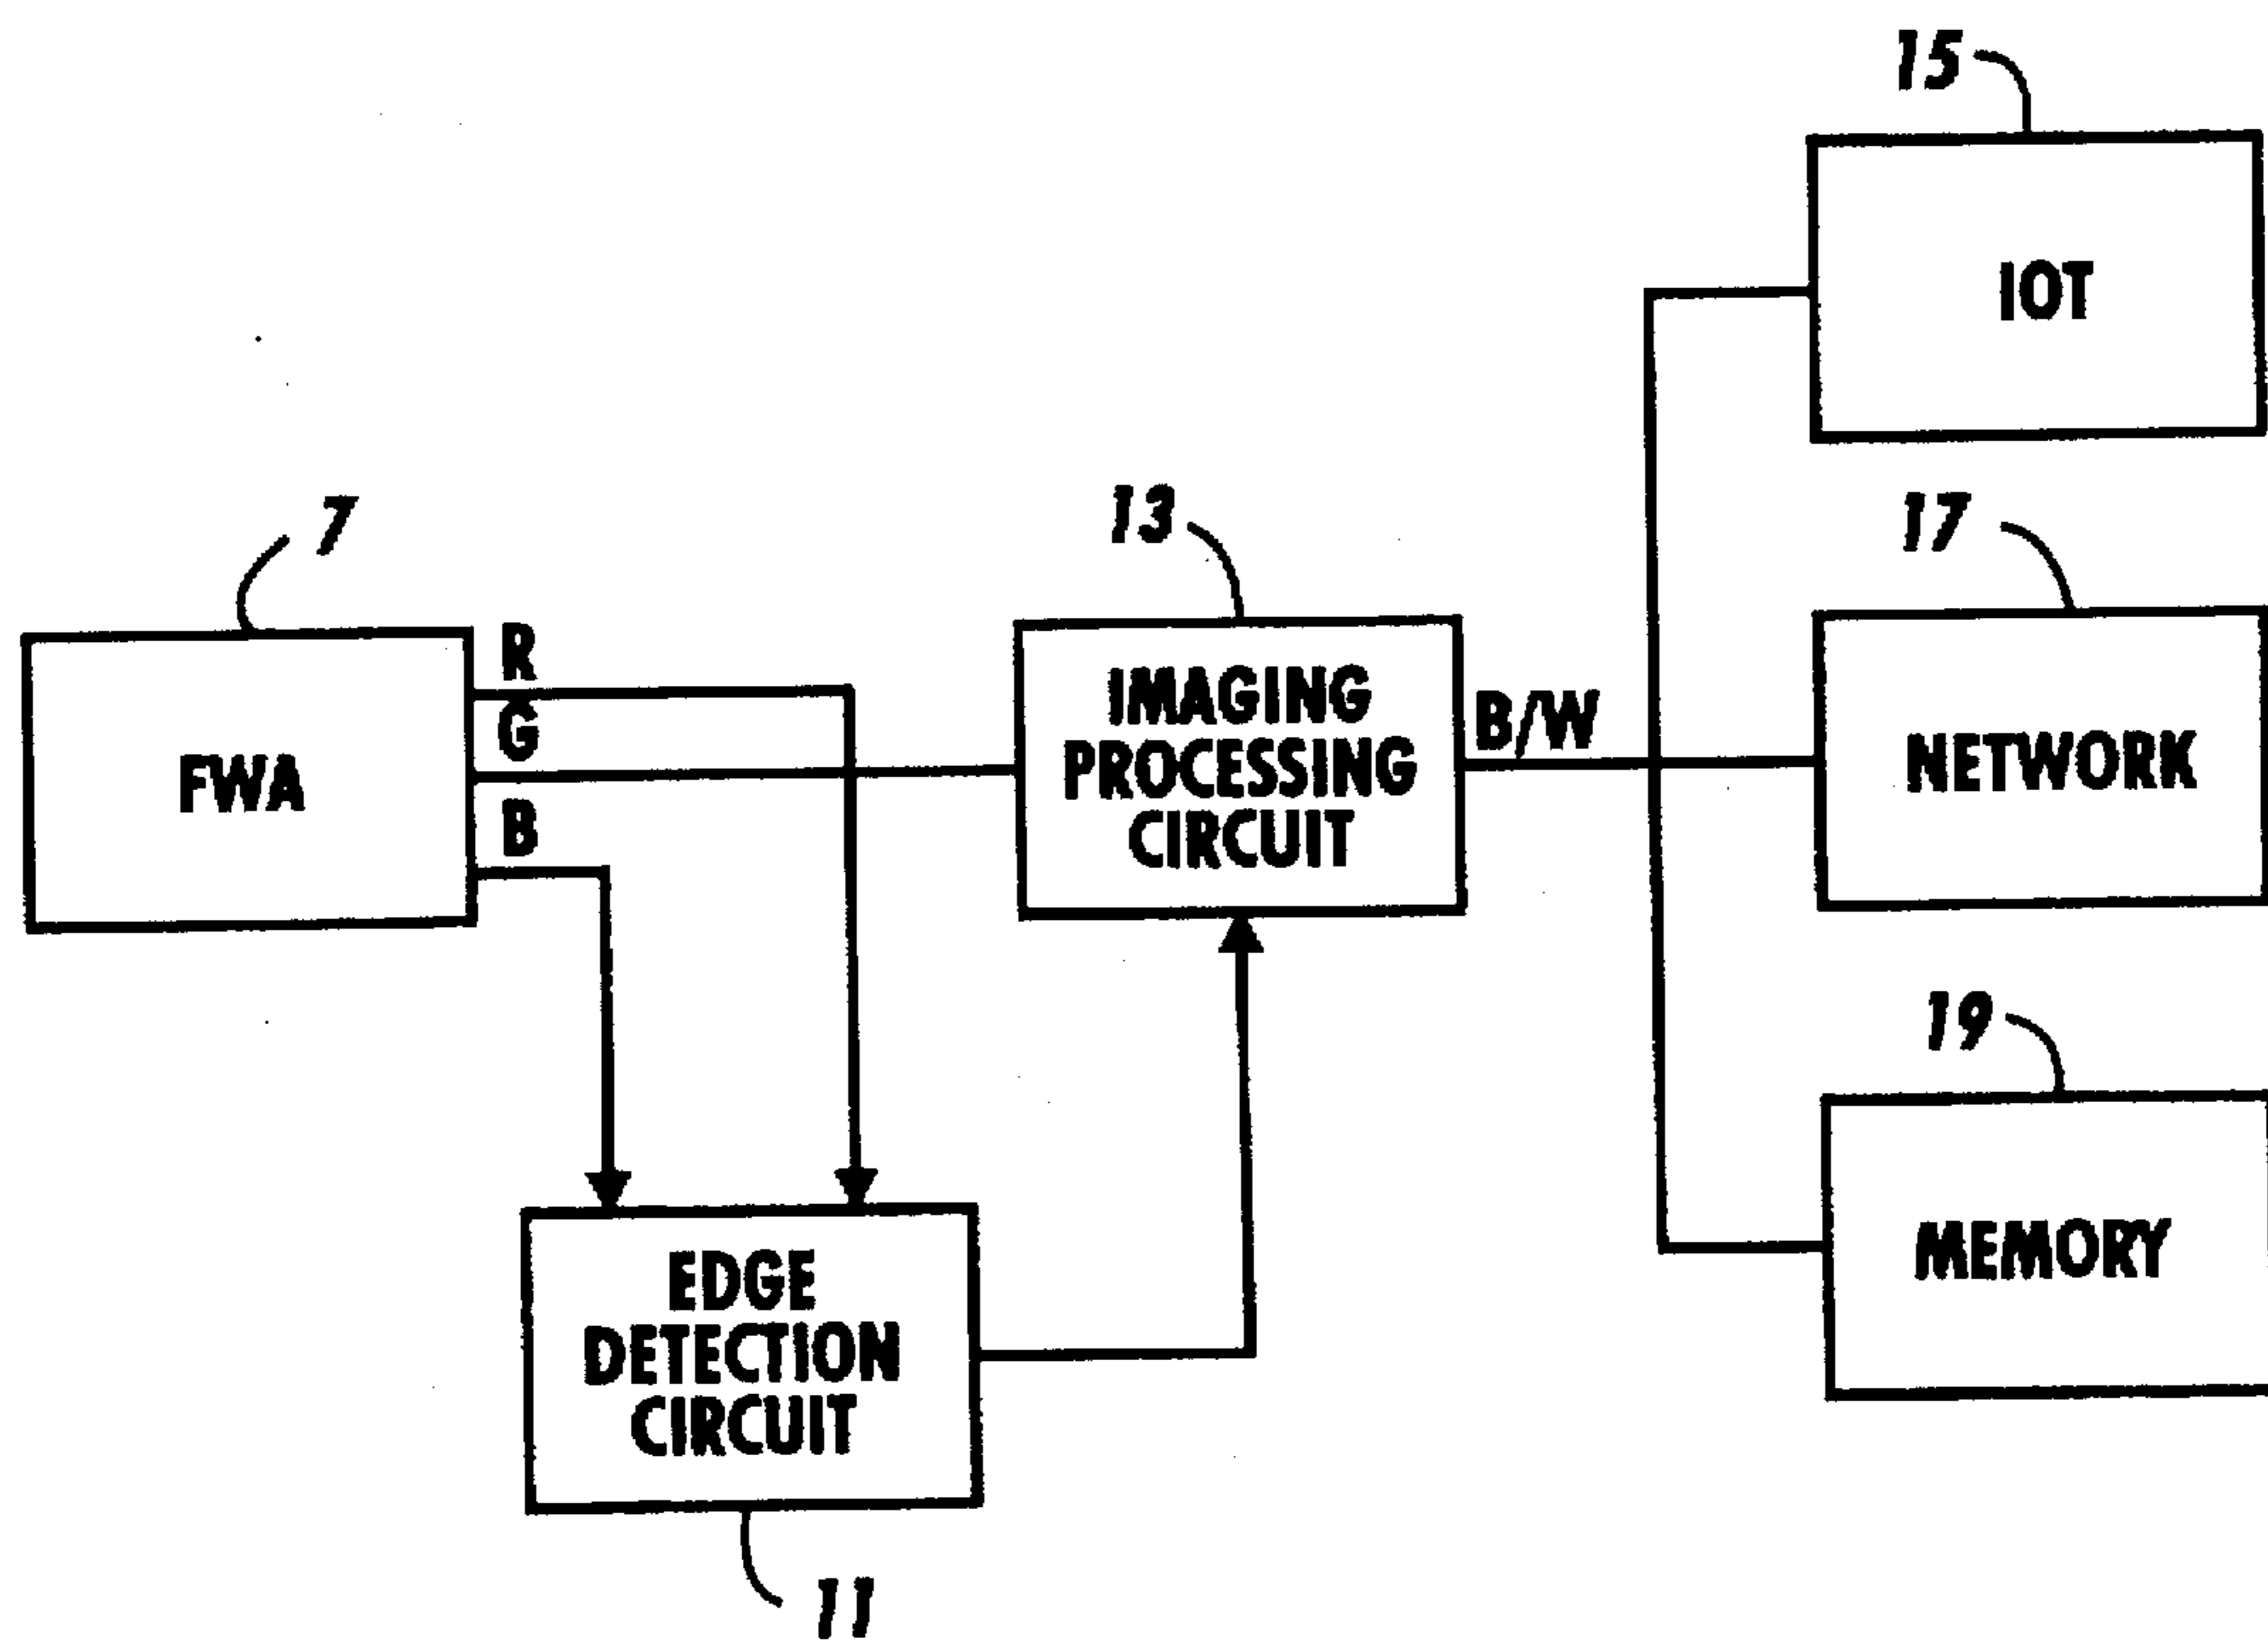 15
IOT
7
13
17
FWA
R
G
B
IMAGING
PROCESSING
CIRCUIT
B/W
NETWORK
19
MEMORY
EDGE
DETECTION
CIRCUIT
11